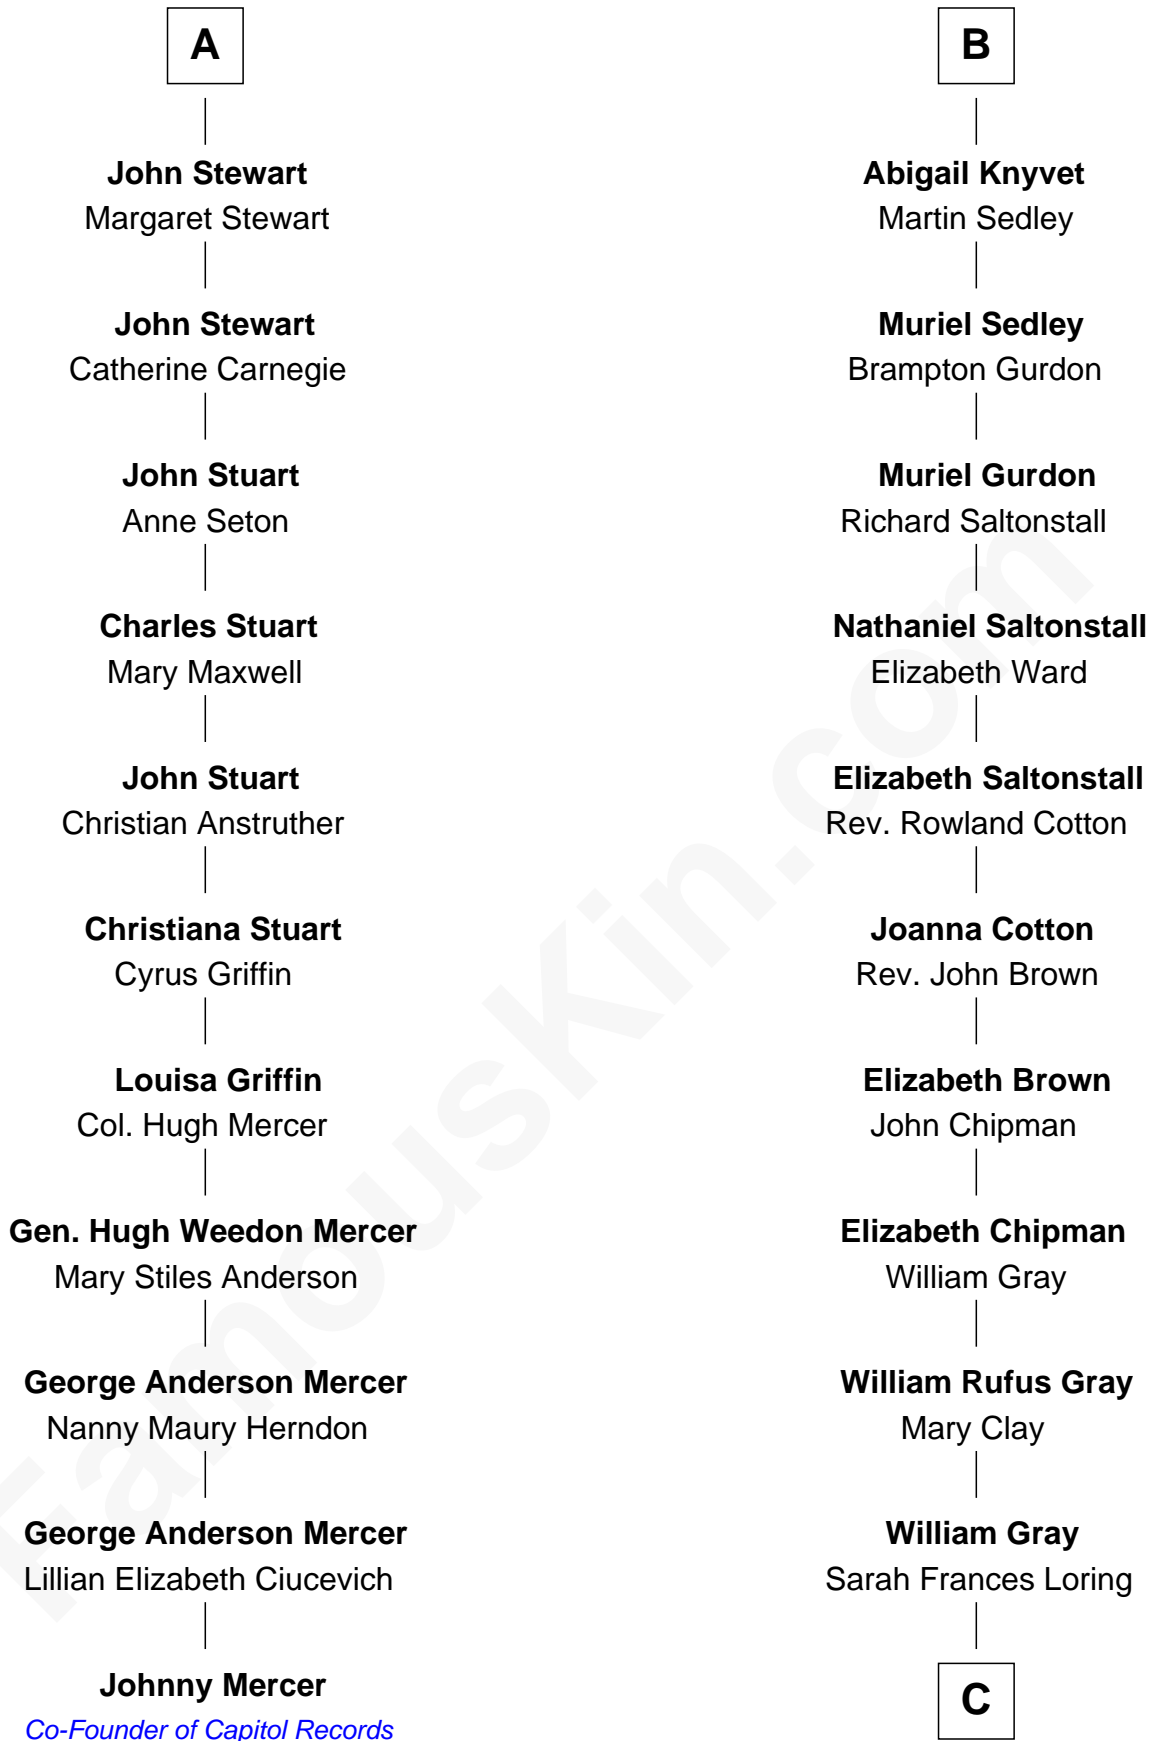 A
John Stewart
Margaret Stewart
John Stewart
Catherine Carnegie
John Stuart
Anne Seton
Charles Stuart
Mary Maxwell
John Stuart
Christian Anstruther
Christiana Stuart
Cyrus Griffin
Louisa Griffin
Col. Hugh Mercer
Gen. Hugh Weedon Mercer
Mary Stiles Anderson
George Anderson Mercer
Nanny Maury Herndon
George Anderson Mercer
Lillian Elizabeth Ciucevich
Johnny Mercer
Co-Founder of Capitol Records
B
Abigail Knyvet
Martin Sedley
Muriel Sedley
Brampton Gurdon
Muriel Gurdon
Richard Saltonstall
Nathaniel Saltonstall
Elizabeth Ward
Elizabeth Saltonstall
Rev. Rowland Cotton
Joanna Cotton
Rev. John Brown
Elizabeth Brown
John Chipman
Elizabeth Chipman
William Gray
William Rufus Gray
Mary Clay
William Gray
Sarah Frances Loring
C
FamousKin.com